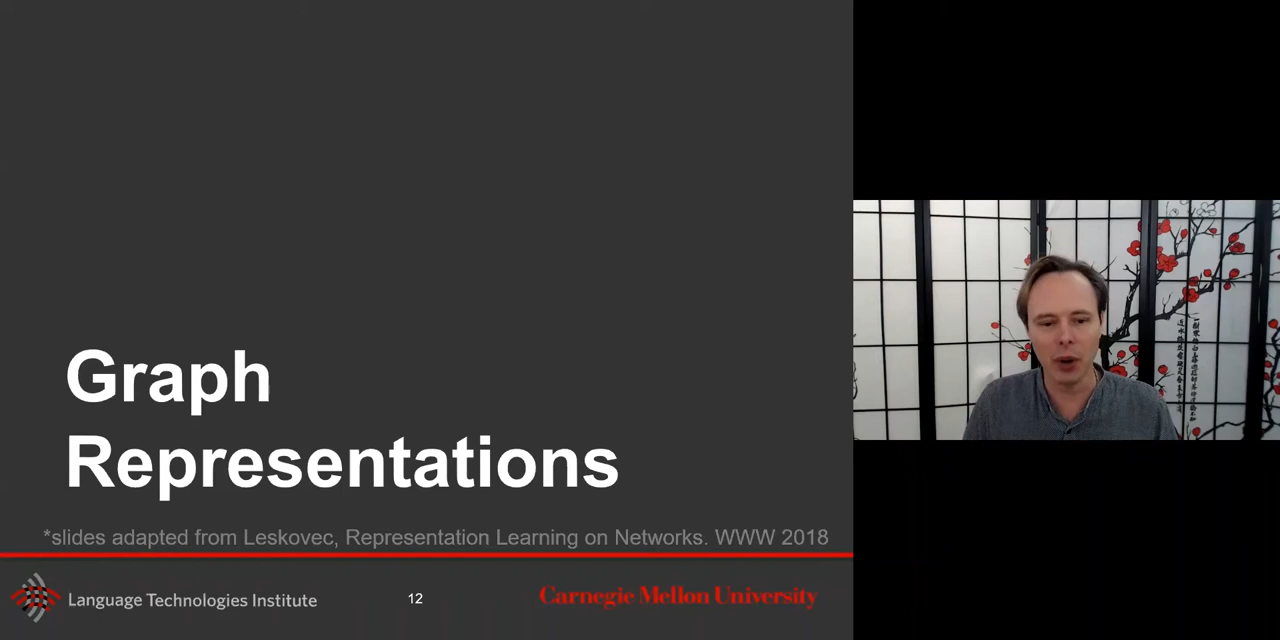 Graph
Representations
*slides adapted from Leskovec, Representation Learning on Networks. WWW 2018
Language Technologies Institute
12
Carnegie Mellon University